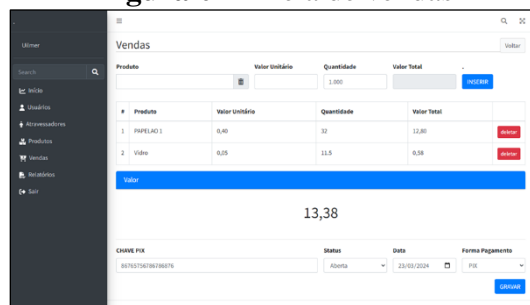 Vendas
Voltar
Ulimer
Search
Início
Usuários
Atravessadores
Produtos
Vendas
Relatórios
Sair
Produto Valor Unitário Quantidade Valor Total -
1.000 INSERIR
# Produto Valor Unitário Quantidade Valor Total
1 PAPELAO 1 0,40 32 12,80 deletar
2 Vidro 0,05 11.5 0,58 deletar
Valor
13,38
CHAVE PIX Status Data Forma Pagamento
86765756786786876 Aberta 23/03/2024 PIX
GRAVAR